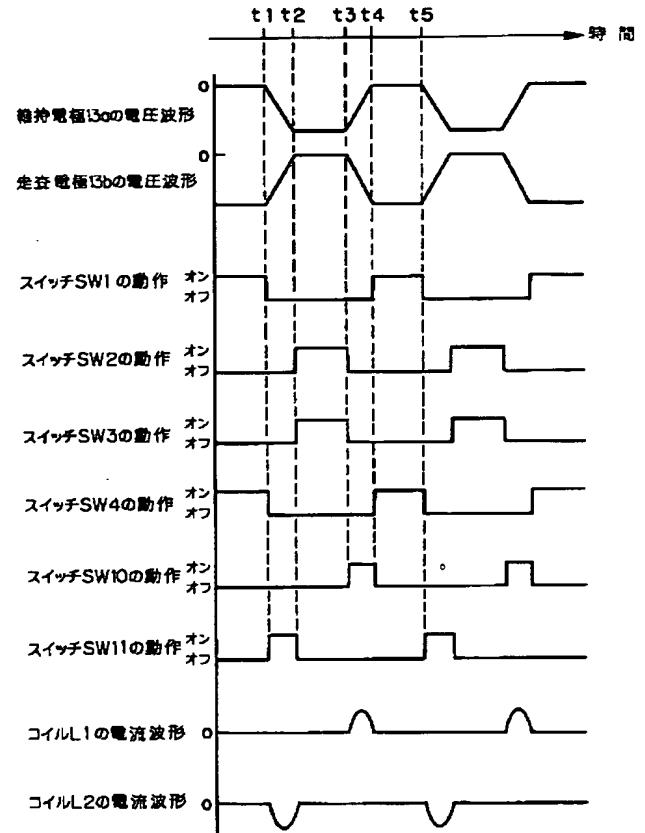 t1 t2 t3 t4 t5
時間
0
維持電極13aの電圧波形
0
走査電極13bの電圧波形
スイッチSW1の動作 オン
オフ
スイッチSW2の動作 オン
オフ
スイッチSW3の動作 オン
オフ
スイッチSW4の動作 オン
オフ
スイッチSW10の動作 オン
オフ
スイッチSW11の動作 オン
オフ
コイルL1の電流波形 0
コイルL2の電流波形 0